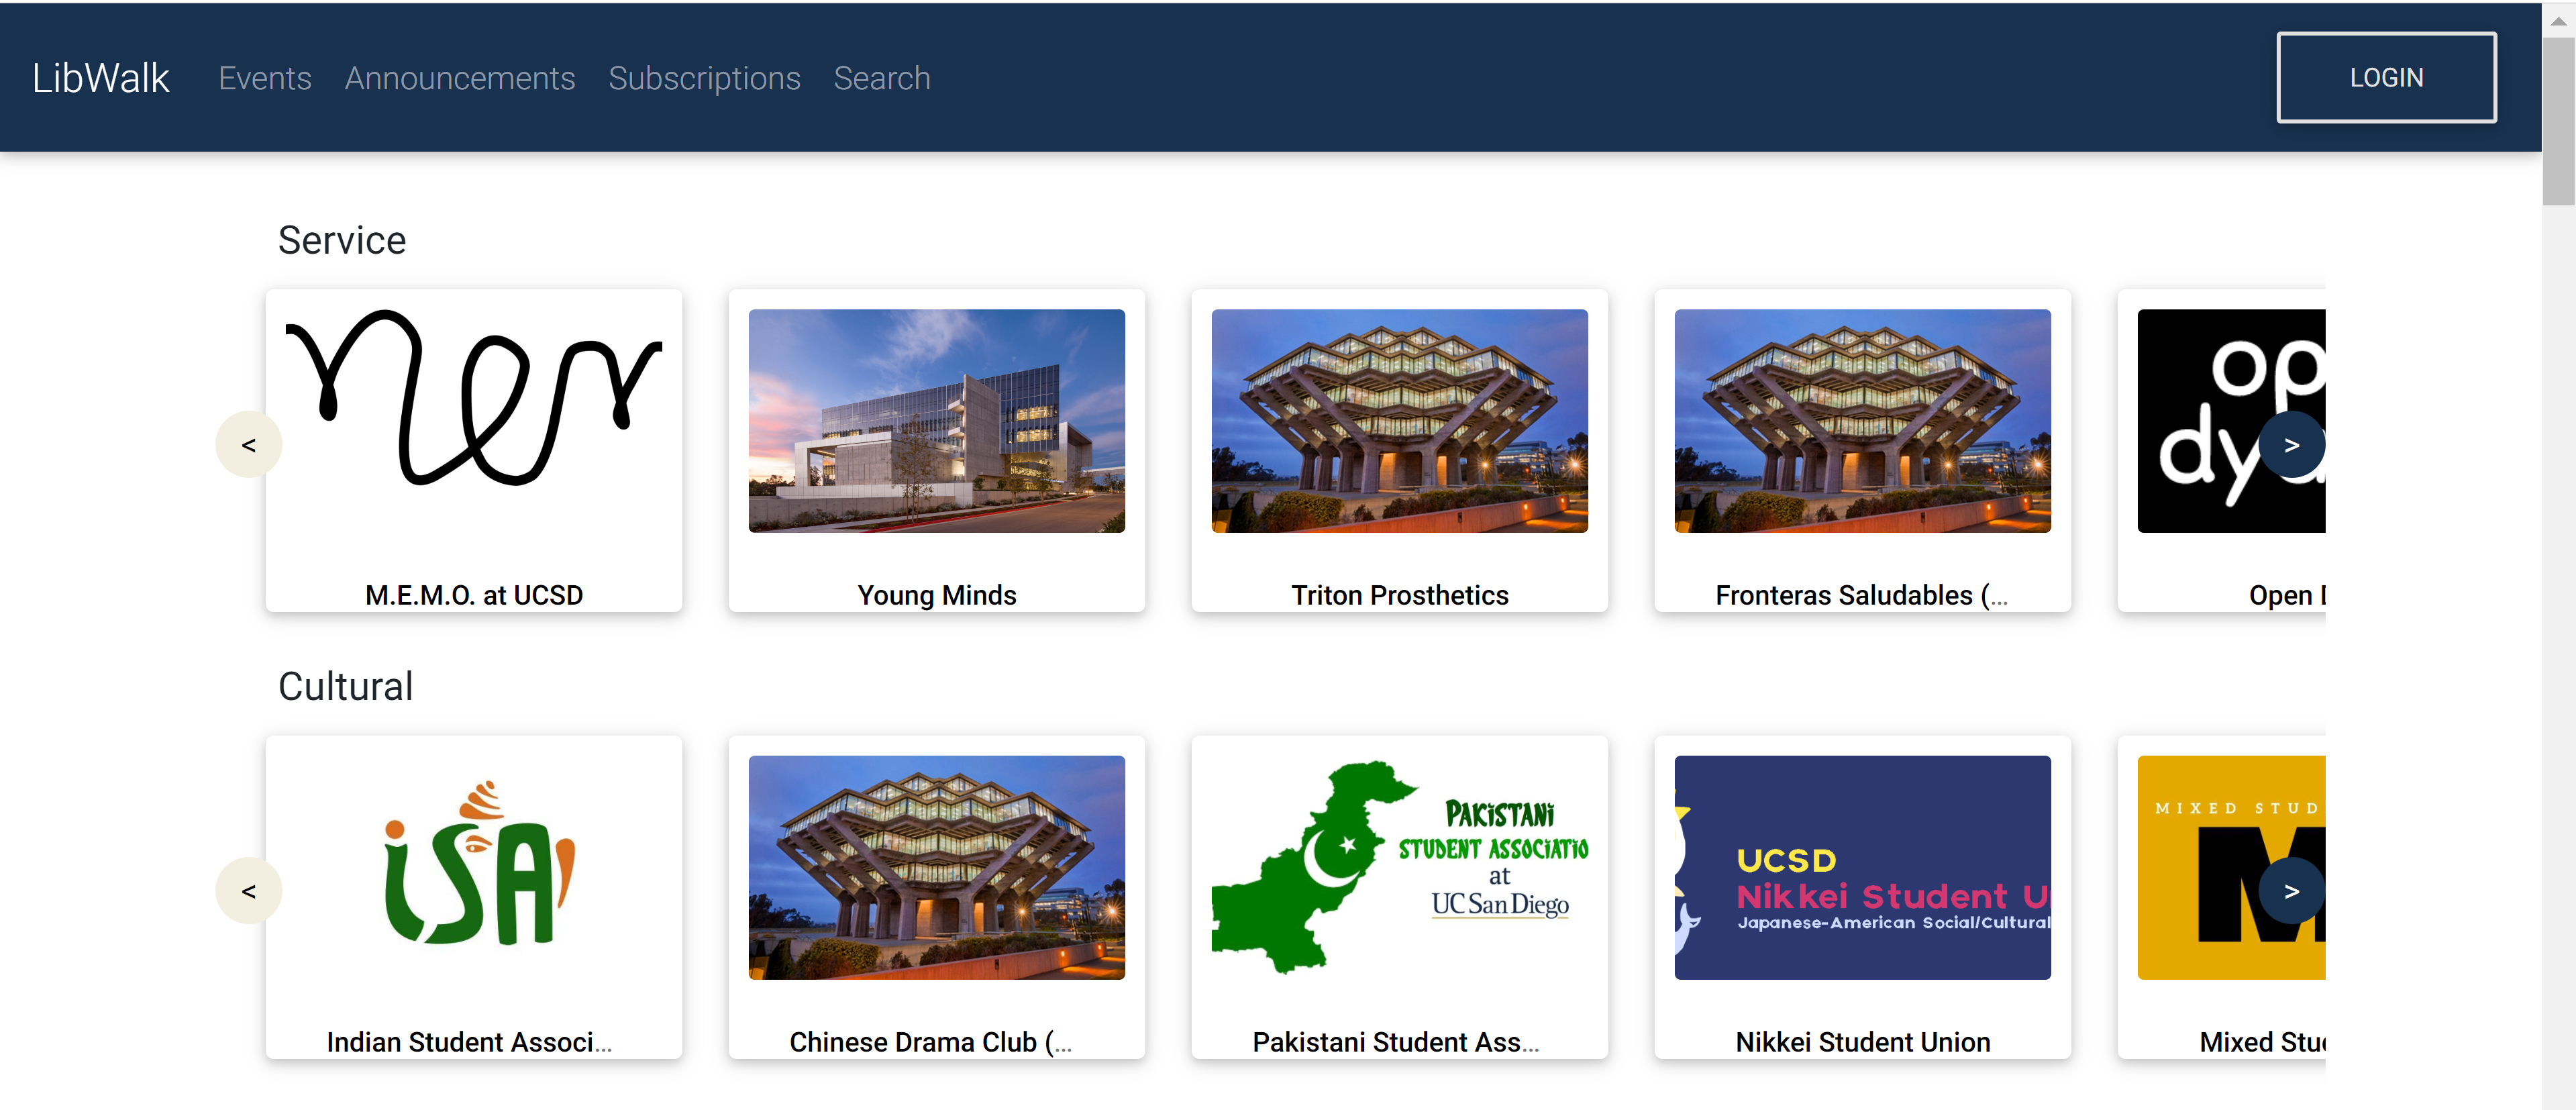 LibWalk Events Announcements Subscriptions Search LOGIN
Service
op
dy
< >
M.E.M.O. at UCSD
Young Minds
Triton Prosthetics
Fronteras Saludables (...
Open
Cultural
iSA
PAKiSTANi
STUDENT ASSOCiATiO
at
UC San Diego
UCSD
Nikkei Student U
Japanese-American Social/Cultural
MIXED STUD
M
< >
Indian Student Associ...
Chinese Drama Club (...
Pakistani Student Ass...
Nikkei Student Union
Mixed Stu